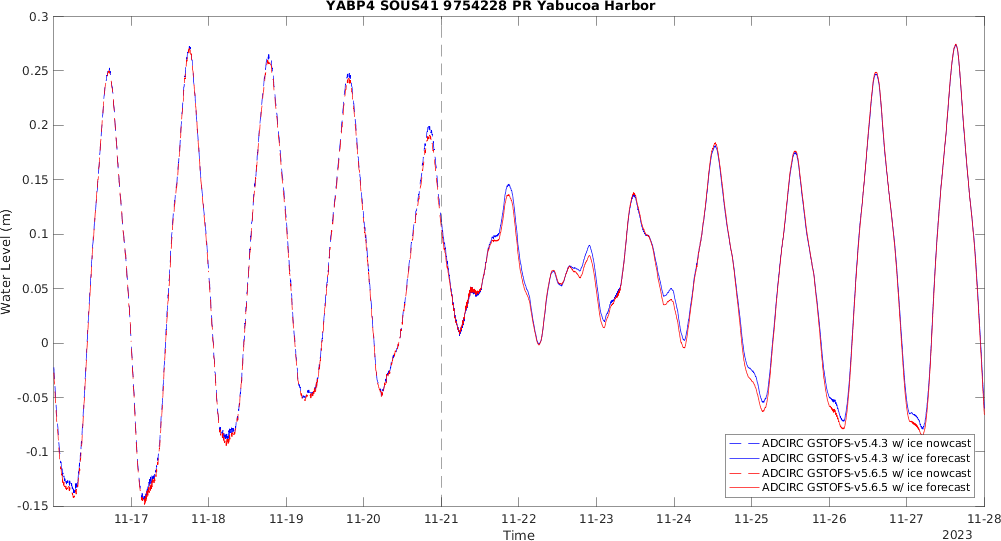 YABP4 SOUS41 9754228 PR Yabucoa Harbor
0.3
0.25
0.2
0.15
0.1
0.05
0
-0.05
-0.1
-0.15
Water Level (m)
ADCIRC GSTOFS-v5.4.3 w/ ice nowcast
ADCIRC GSTOFS-v5.4.3 w/ ice forecast
ADCIRC GSTOFS-v5.6.5 w/ ice nowcast
ADCIRC GSTOFS-v5.6.5 w/ ice forecast
11-17 11-18 11-19 11-20 11-21 11-22 11-23 11-24 11-25 11-26 11-27 11-28
Time
2023